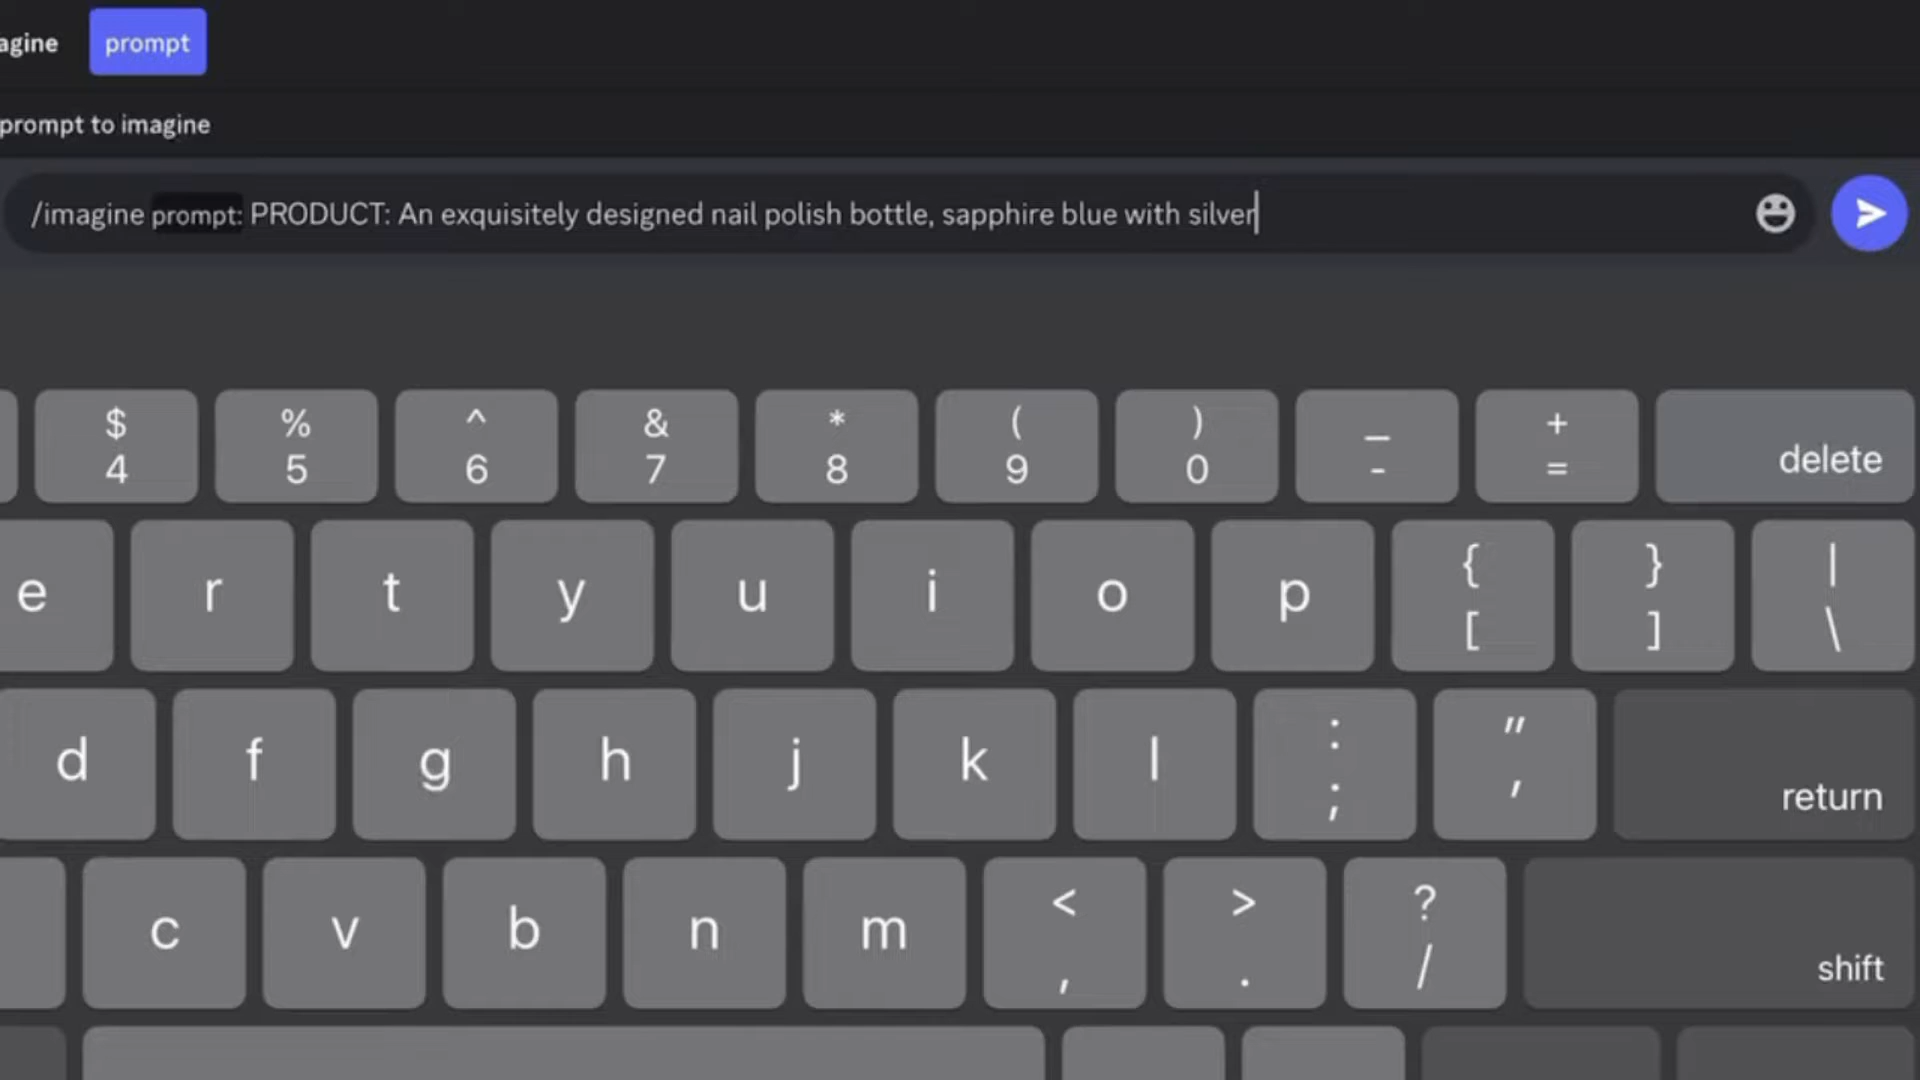 agine prompt
prompt to imagine
/imagine prompt: PRODUCT: An exquisitely designed nail polish bottle, sapphire blue with silver
$ % ^ & * ( ) _ +
4 5 6 7 8 9 0 - = delete
e r t y u i o p { [ } ] | \
d f g h j k l : ; " ' return
c v b n m < , > . ? / shift